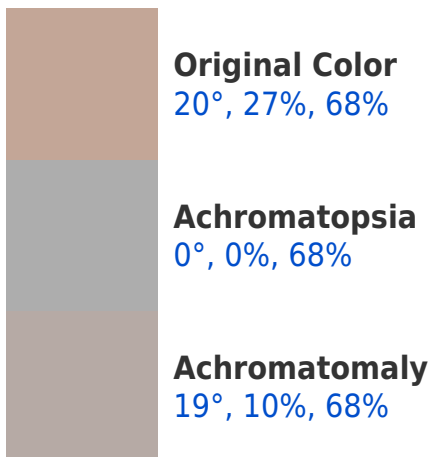 Original Color
20°, 27%, 68%
Achromatopsia
0°, 0%, 68%
Achromatomaly
19°, 10%, 68%